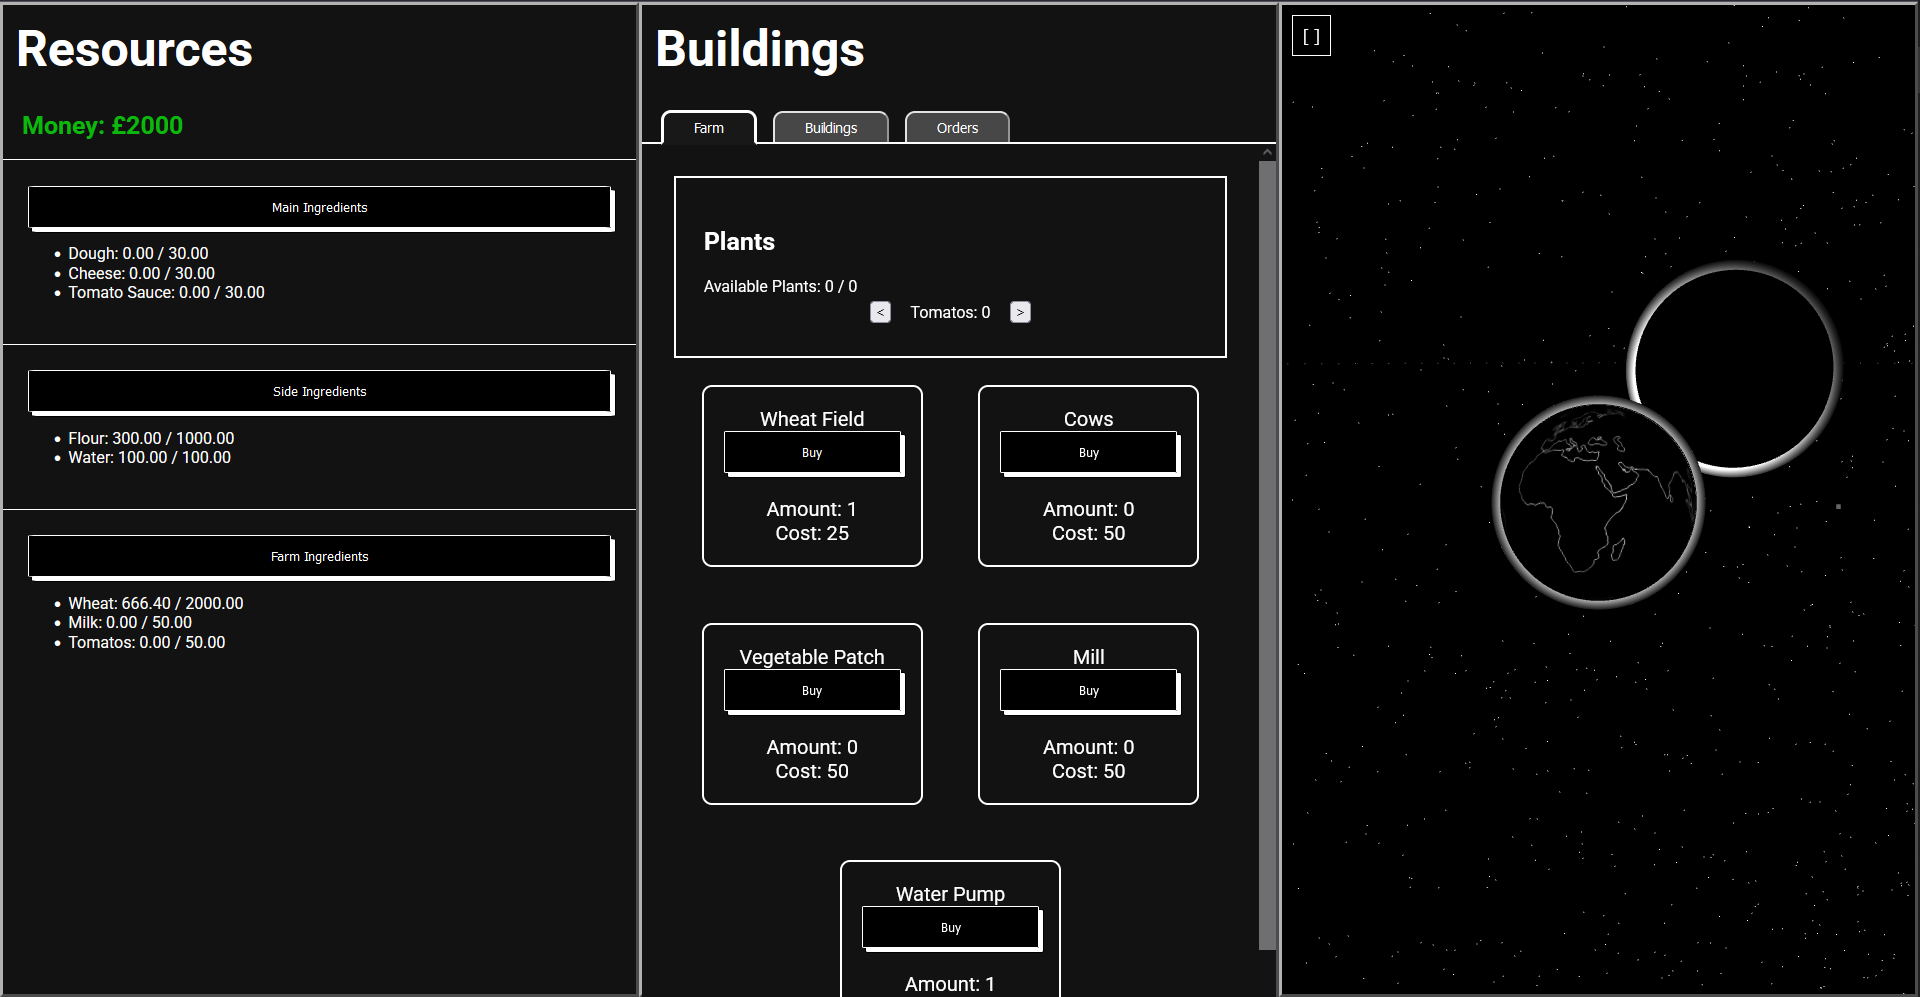 Resources
Money: £2000
Main Ingredients
Dough: 0.00 / 30.00
Cheese: 0.00 / 30.00
Tomato Sauce: 0.00 / 30.00
Side Ingredients
Flour: 300.00 / 1000.00
Water: 100.00 / 100.00
Farm Ingredients
Wheat: 666.40 / 2000.00
Milk: 0.00 / 50.00
Tomatos: 0.00 / 50.00
Buildings
Farm
Buildings
Orders
Plants
Available Plants: 0 / 0
< Tomatos: 0 >
Wheat Field
Buy
Amount: 1
Cost: 25
Cows
Buy
Amount: 0
Cost: 50
Vegetable Patch
Buy
Amount: 0
Cost: 50
Mill
Buy
Amount: 0
Cost: 50
Water Pump
Buy
Amount: 1
[ ]